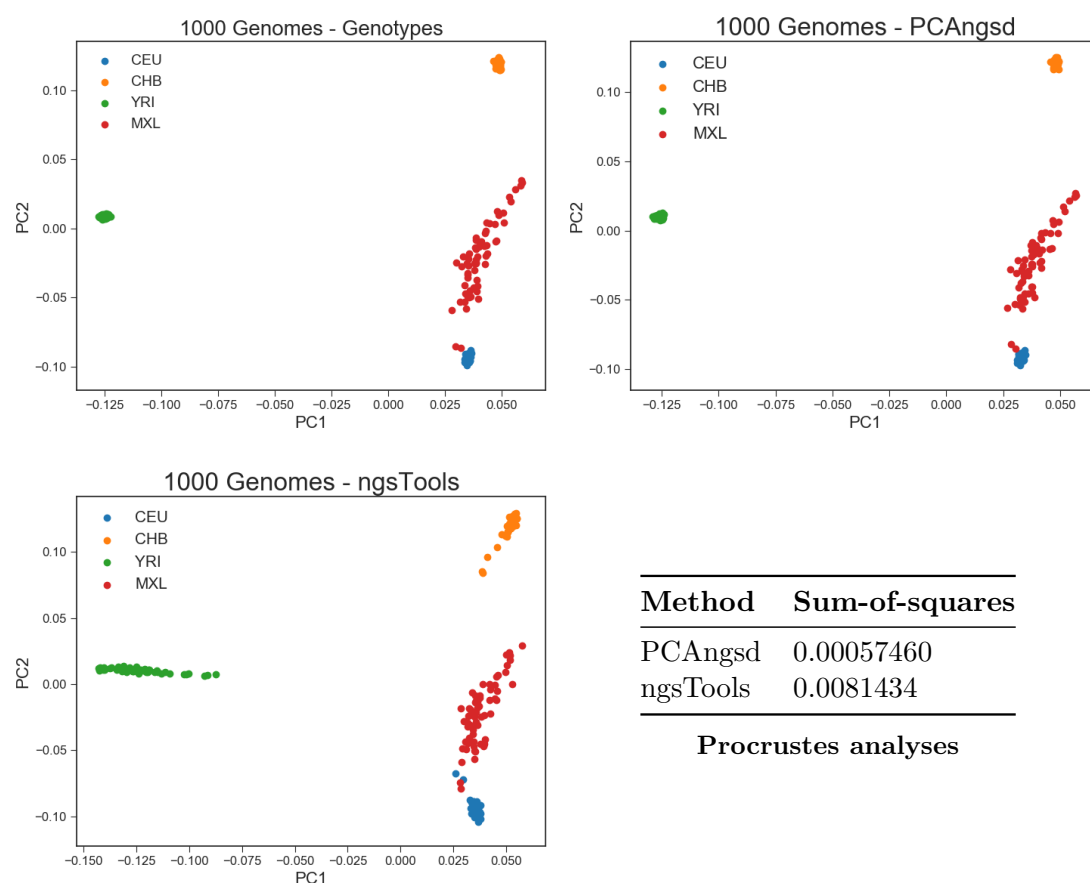 1000 Genomes - Genotypes
CEU
CHB
YRI
MXL
PC2
0.10
0.05
0.00
−0.05
−0.10
−0.125 −0.100 −0.075 −0.050 −0.025 0.000 0.025 0.050
PC1
1000 Genomes - PCAngsd
CEU
CHB
YRI
MXL
PC2
0.10
0.05
0.00
−0.05
−0.10
−0.125 −0.100 −0.075 −0.050 −0.025 0.000 0.025 0.050
PC1
1000 Genomes - ngsTools
CEU
CHB
YRI
MXL
PC2
0.10
0.05
0.00
−0.05
−0.10
−0.150 −0.125 −0.100 −0.075 −0.050 −0.025 0.000 0.025 0.050
PC1
Method Sum-of-squares
PCAngsd 0.00057460
ngsTools 0.0081434
Procrustes analyses